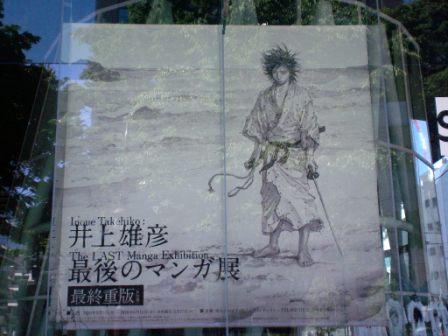 Inoue Takehiko:
井上雄彦
The LAST Manga Exhibition
最後のマンガ展
最終重版
S